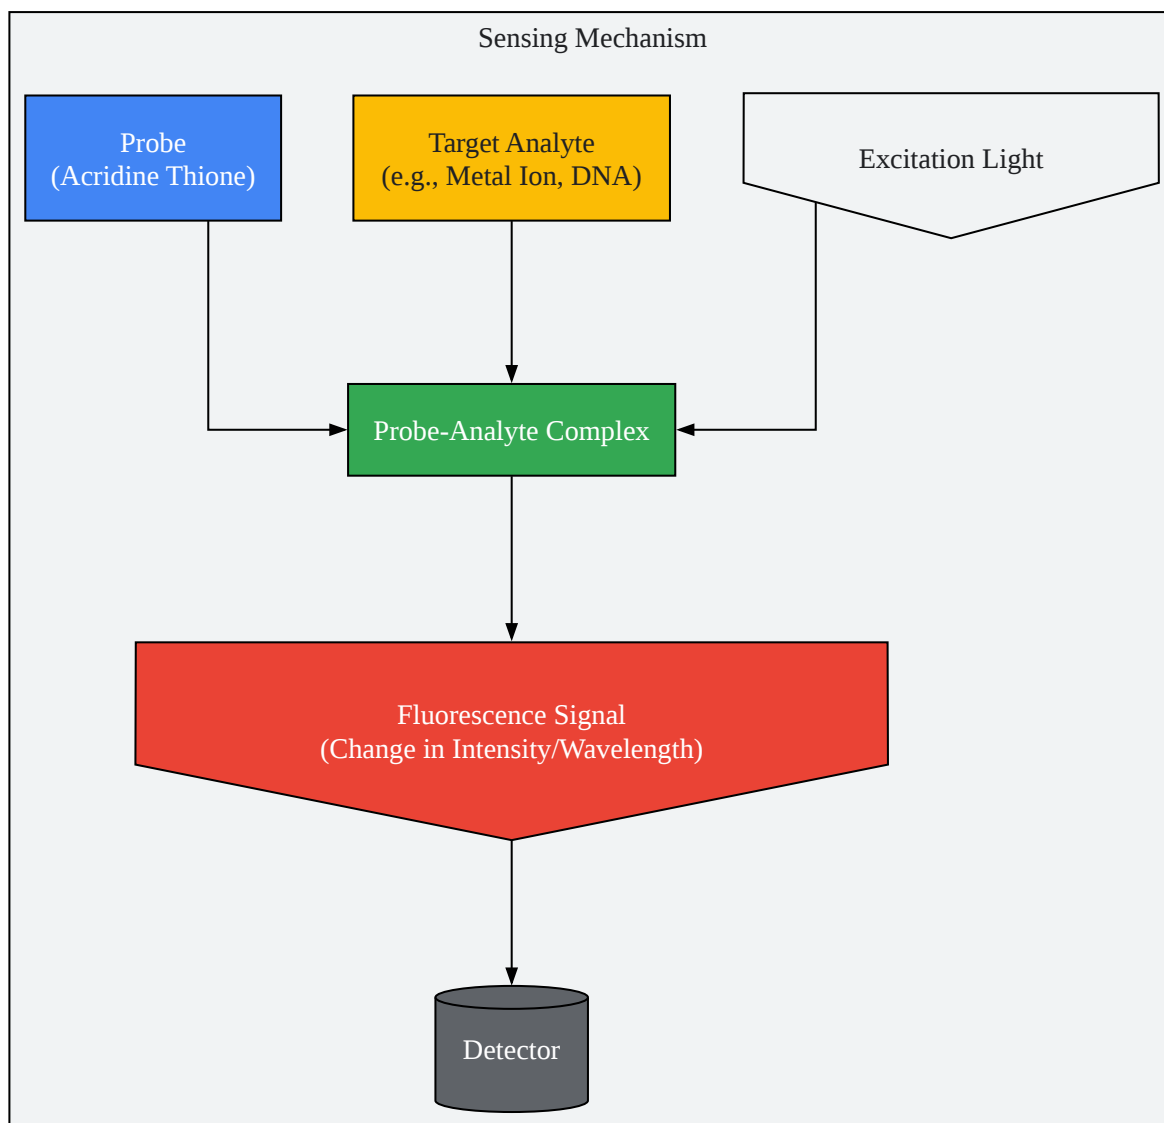 Sensing Mechanism
Probe
(Acridine Thione)
Target Analyte
(e.g., Metal Ion, DNA)
Excitation Light
Probe-Analyte Complex
Fluorescence Signal
(Change in Intensity/Wavelength)
Detector